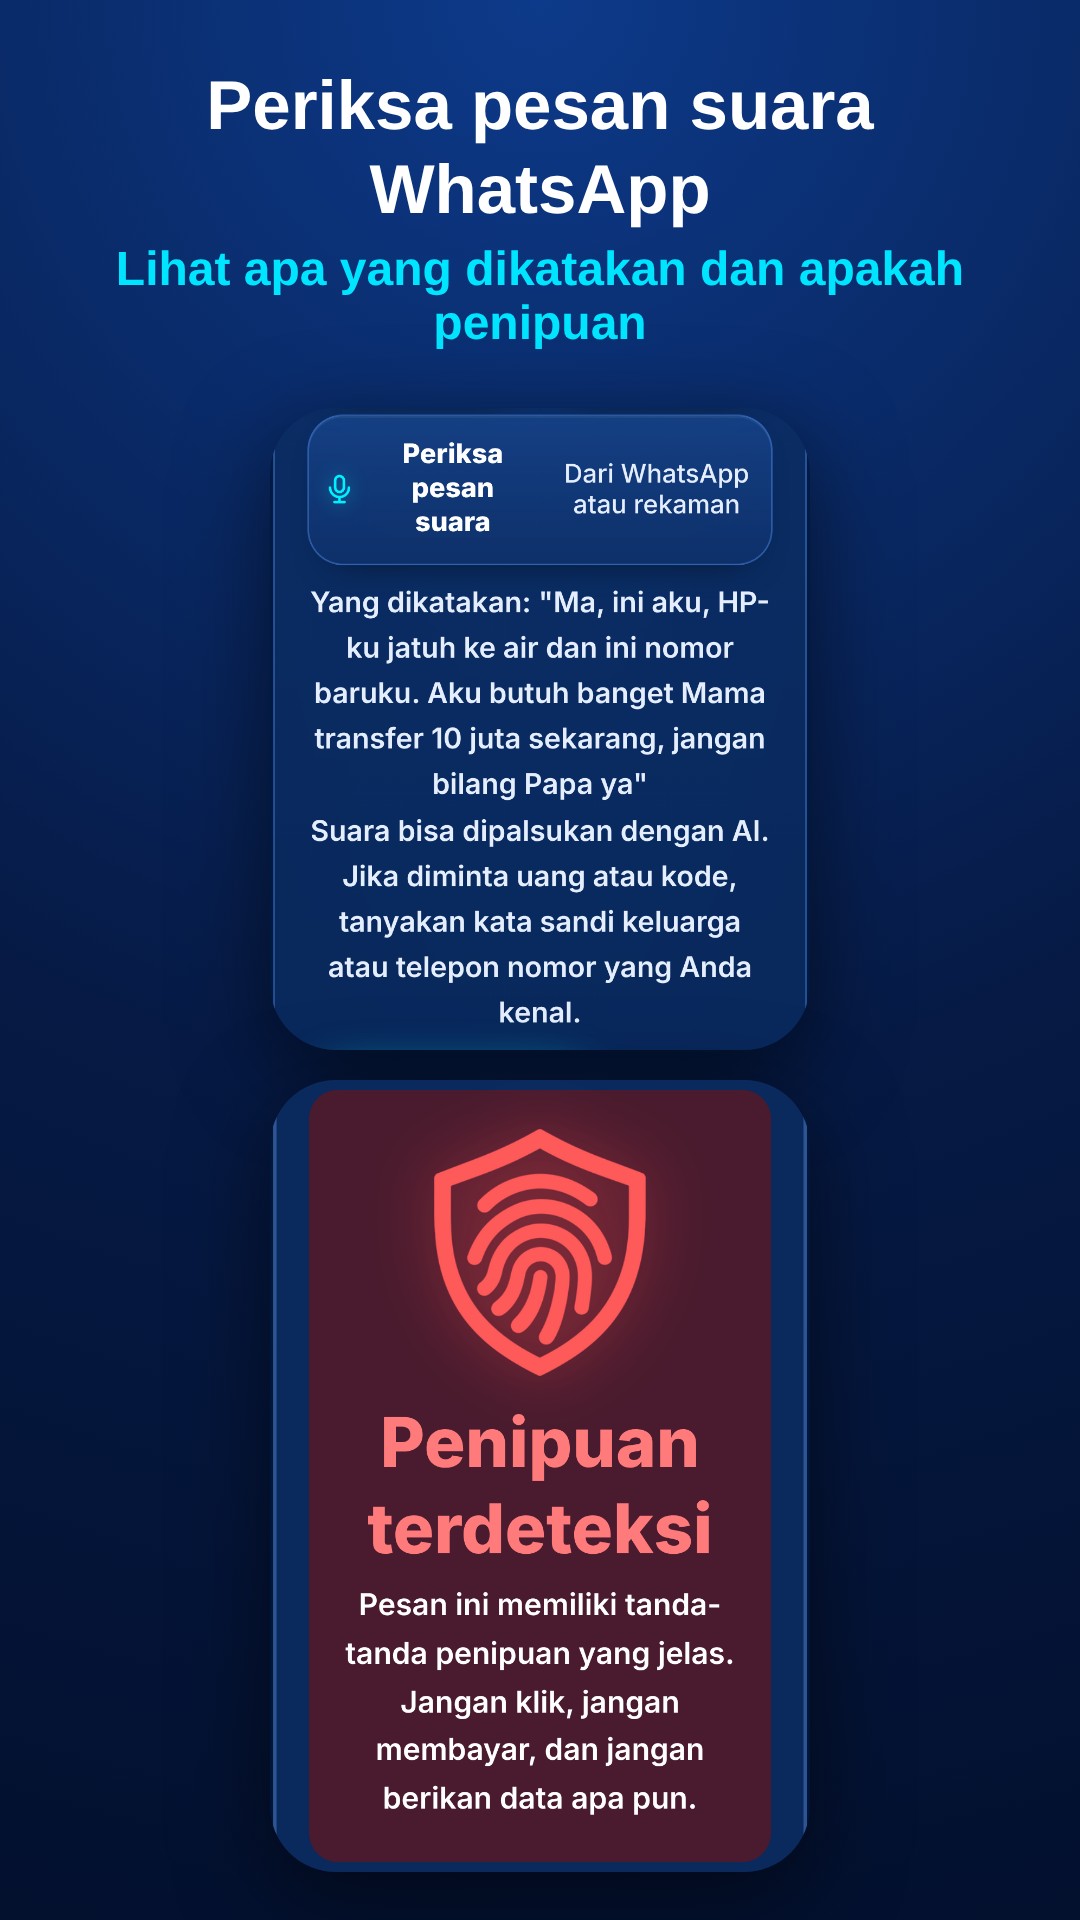 Periksa pesan suara
WhatsApp
Lihat apa yang dikatakan dan apakah
penipuan
Periksa
pesan
suara
Dari WhatsApp
atau rekaman
Yang dikatakan: "Ma, ini aku, HP-
ku jatuh ke air dan ini nomor
baruku. Aku butuh banget Mama
transfer 10 juta sekarang, jangan
bilang Papa ya"
Suara bisa dipalsukan dengan AI.
Jika diminta uang atau kode,
tanyakan kata sandi keluarga
atau telepon nomor yang Anda
kenal.
Penipuan
terdeteksi
Pesan ini memiliki tanda-
tanda penipuan yang jelas.
Jangan klik, jangan
membayar, dan jangan
berikan data apa pun.